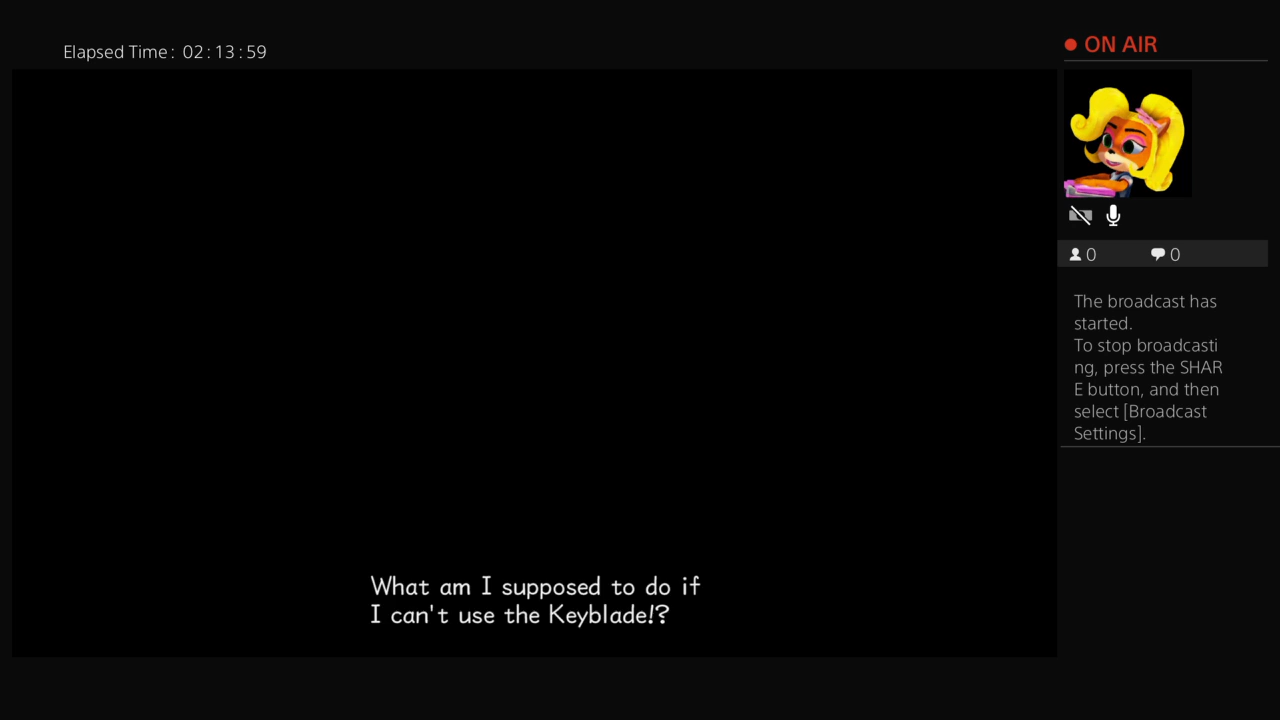 Elapsed Time: 02:13:59
ON AIR
0 0
The broadcast has
started.
To stop broadcasti
ng, press the SHAR
E button, and then
select [Broadcast
Settings].
What am I supposed to do if
I can't use the Keyblade!?